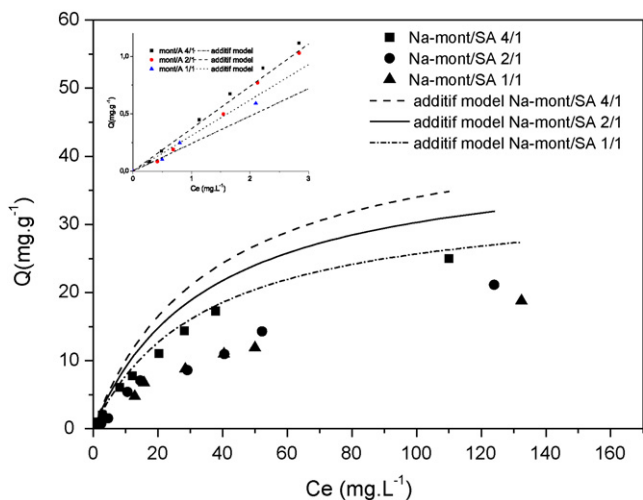 60
50
40
30
20
10
0
Q(mg.g⁻¹)
0 20 40 60 80 100 120 140 160
Ce (mg.L⁻¹)
Na-mont/SA 4/1
Na-mont/SA 2/1
Na-mont/SA 1/1
additif model Na-mont/SA 4/1
additif model Na-mont/SA 2/1
additif model Na-mont/SA 1/1
mont/A 4/1 additif model
mont/A 2/1 additif model
mont/A 1/1 additif model
1,0
0,5
0,0
Q(mg.g⁻¹)
0 1 2 3
Ce (mg.L⁻¹)